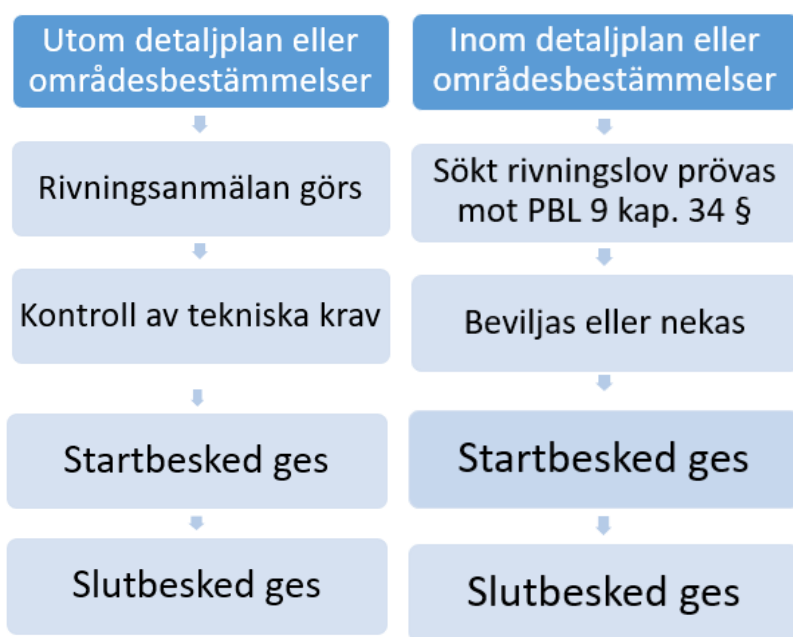 Utom detaljplan eller
områdesbestämmelser
Rivningsanmälan görs
Kontroll av tekniska krav
Startbesked ges
Slutbesked ges
Inom detaljplan eller
områdesbestämmelser
Sökt rivningslov prövas
mot PBL 9 kap. 34 §
Beviljas eller nekas
Startbesked ges
Slutbesked ges